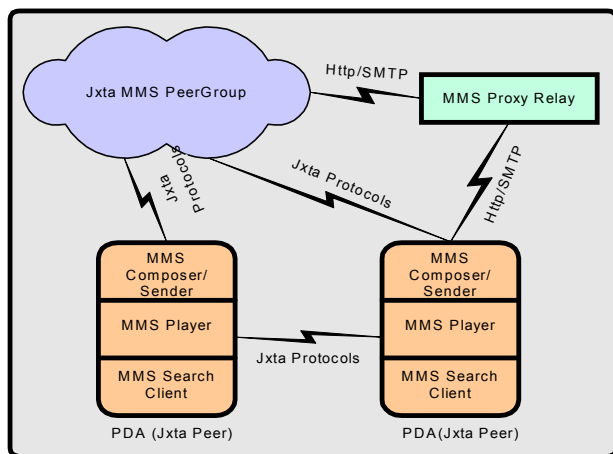 Http/SMTP
Jxta MMS PeerGroup
MMS Proxy Relay
Jxta
Protocols
Jxta Protocols
Http/SMTP
MMS
Composer/
Sender
MMS Player
MMS Search
Client
PDA (Jxta Peer)
Jxta Protocols
MMS
Composer/
Sender
MMS Player
MMS Search
Client
PDA(Jxta Peer)